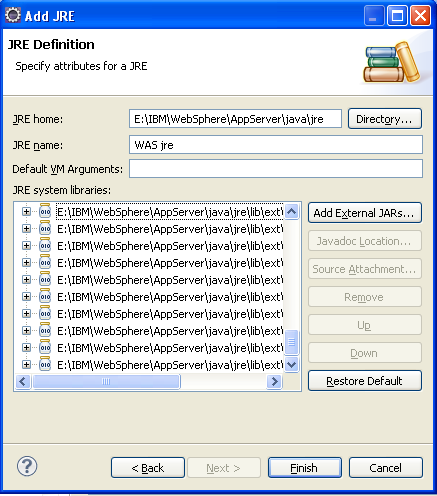 Add JRE
JRE Definition
Specify attributes for a JRE
JRE home:
E:\IBM\WebSphere\AppServer\java\jre
Directory...
JRE name:
WAS jre
Default VM Arguments:
JRE system libraries:
E:\IBM\WebSphere\AppServer\java\jre\lib\ext\
E:\IBM\WebSphere\AppServer\java\jre\lib\ext\
E:\IBM\WebSphere\AppServer\java\jre\lib\ext\
E:\IBM\WebSphere\AppServer\java\jre\lib\ext\
E:\IBM\WebSphere\AppServer\java\jre\lib\ext\
E:\IBM\WebSphere\AppServer\java\jre\lib\ext\
E:\IBM\WebSphere\AppServer\java\jre\lib\ext\
E:\IBM\WebSphere\AppServer\java\jre\lib\ext\
E:\IBM\WebSphere\AppServer\java\jre\lib\ext\
E:\IBM\WebSphere\AppServer\java\jre\lib\ext\
Add External JARs...
Javadoc Location...
Source Attachment...
Remove
Up
Down
Restore Default
?
< Back
Next >
Finish
Cancel